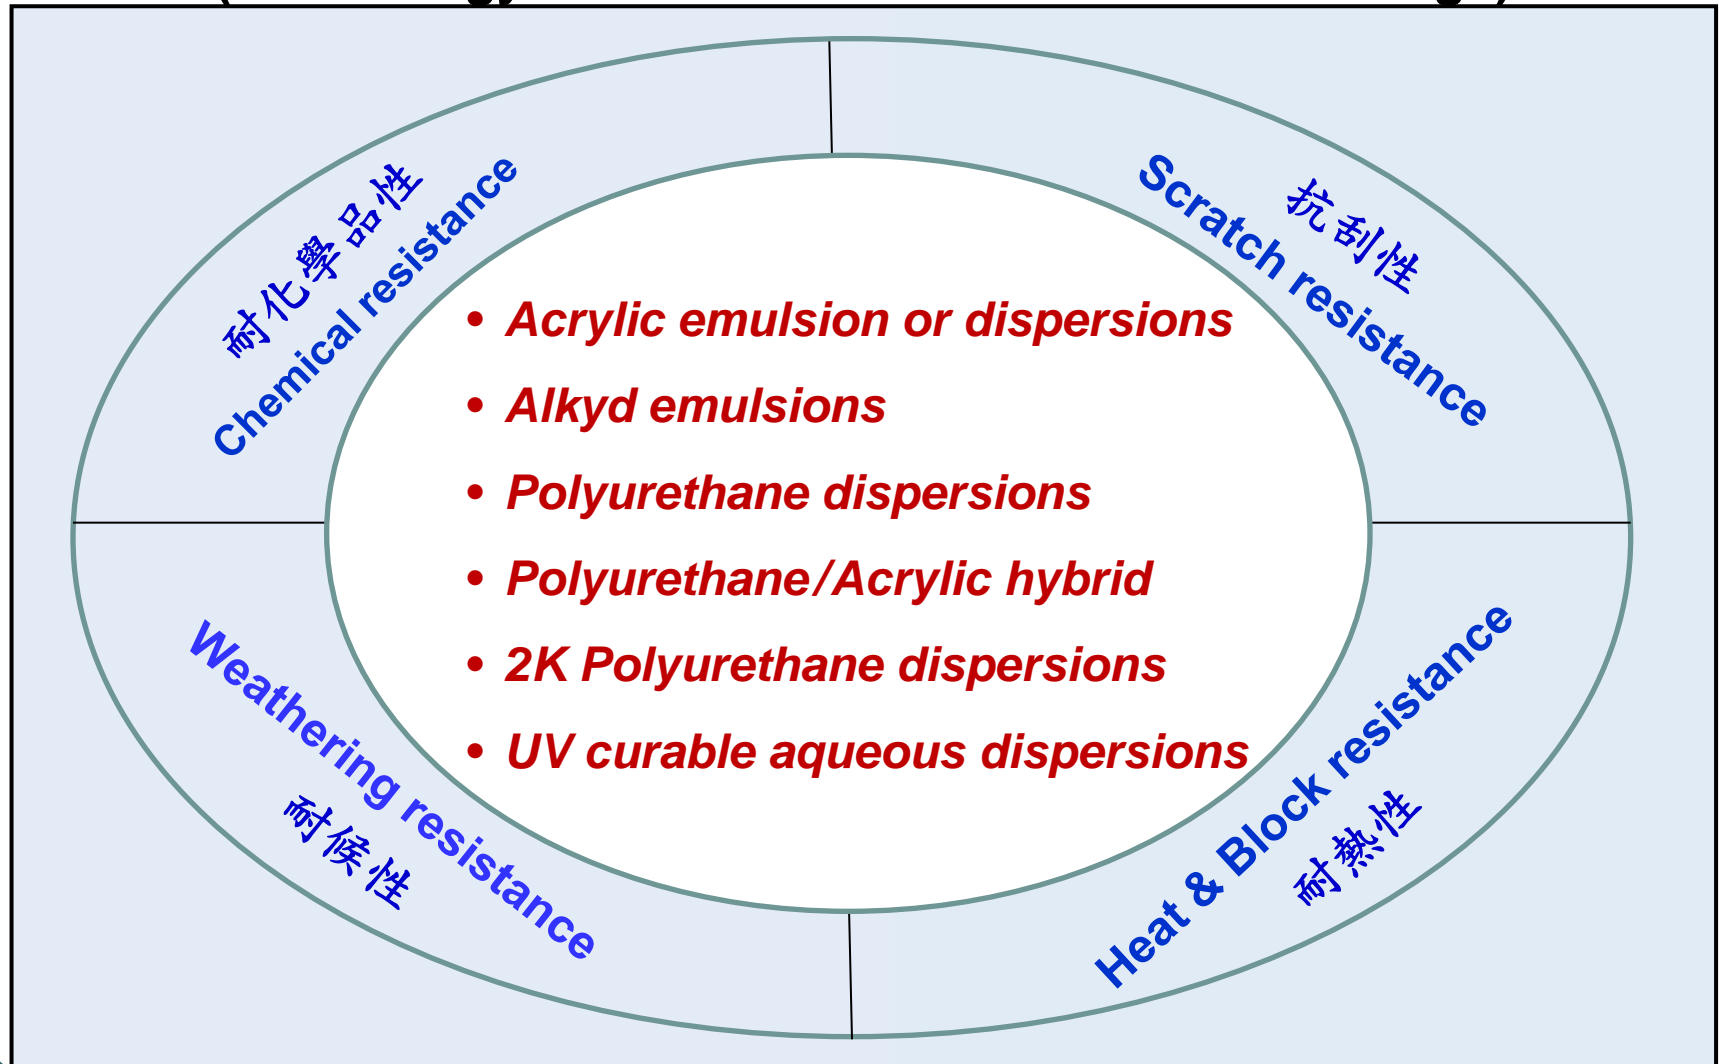 耐化學品性
Chemical resistance
抗刮性
Scratch resistance
• Acrylic emulsion or dispersions
• Alkyd emulsions
• Polyurethane dispersions
• Polyurethane/Acrylic hybrid
• 2K Polyurethane dispersions
• UV curable aqueous dispersions
Weathering resistance
耐候性
Heat & Block resistance
耐熱性